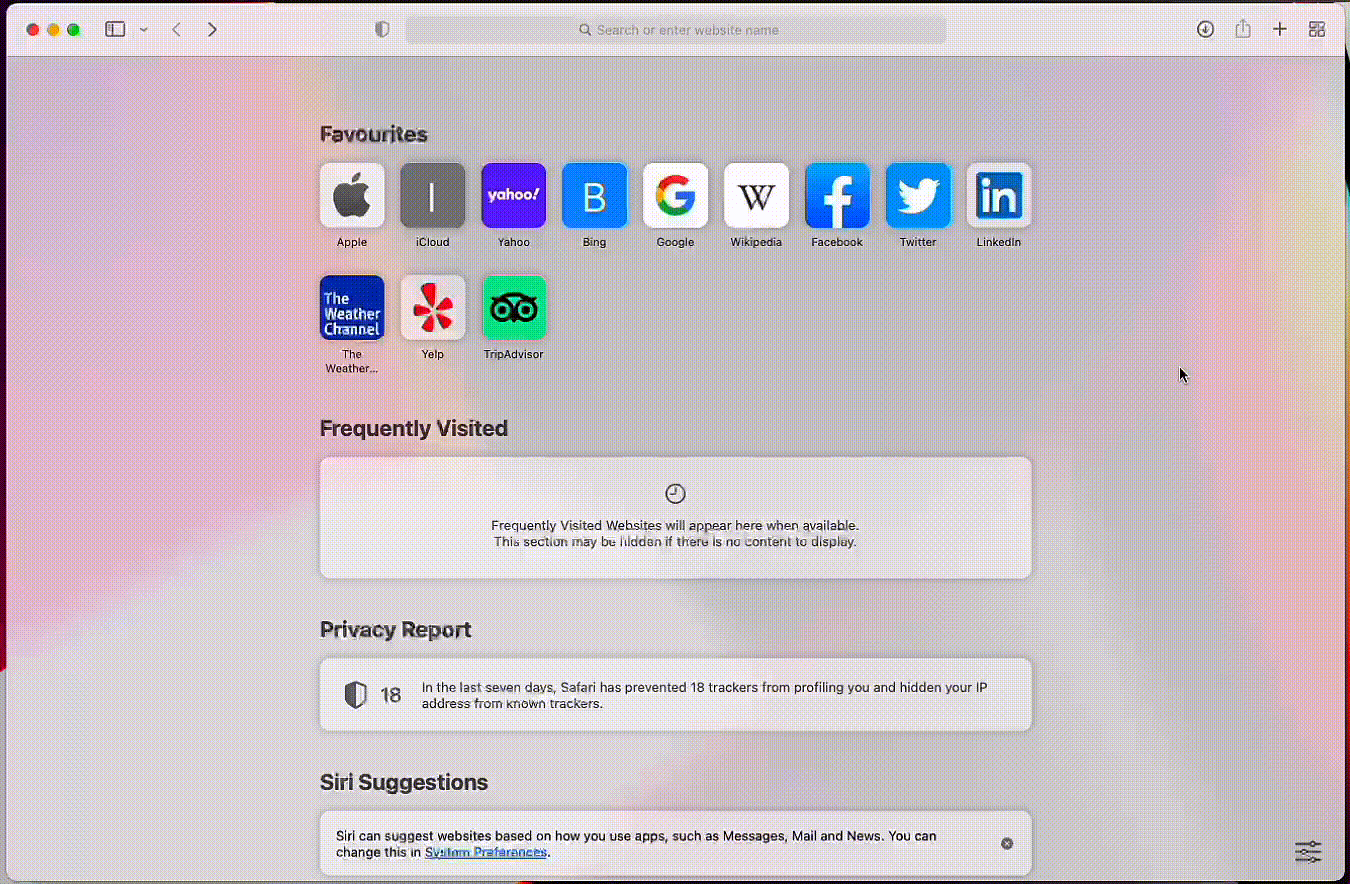 Search or enter website name
Favourites
I
yahoo!
B
G
W
f
in
Apple
iCloud
Yahoo
Bing
Google
Wikipedia
Facebook
Twitter
LinkedIn
The
Weather
Channel
The
Weather...
Yelp
TripAdvisor
Frequently Visited
Frequently Visited Websites will appear here when available.
This section may be hidden if there is no content to display.
Privacy Report
18
In the last seven days, Safari has prevented 18 trackers from profiling you and hidden your IP
address from known trackers.
Siri Suggestions
Siri can suggest websites based on how you use apps, such as Messages, Mail and News. You can
change this in System Preferences.